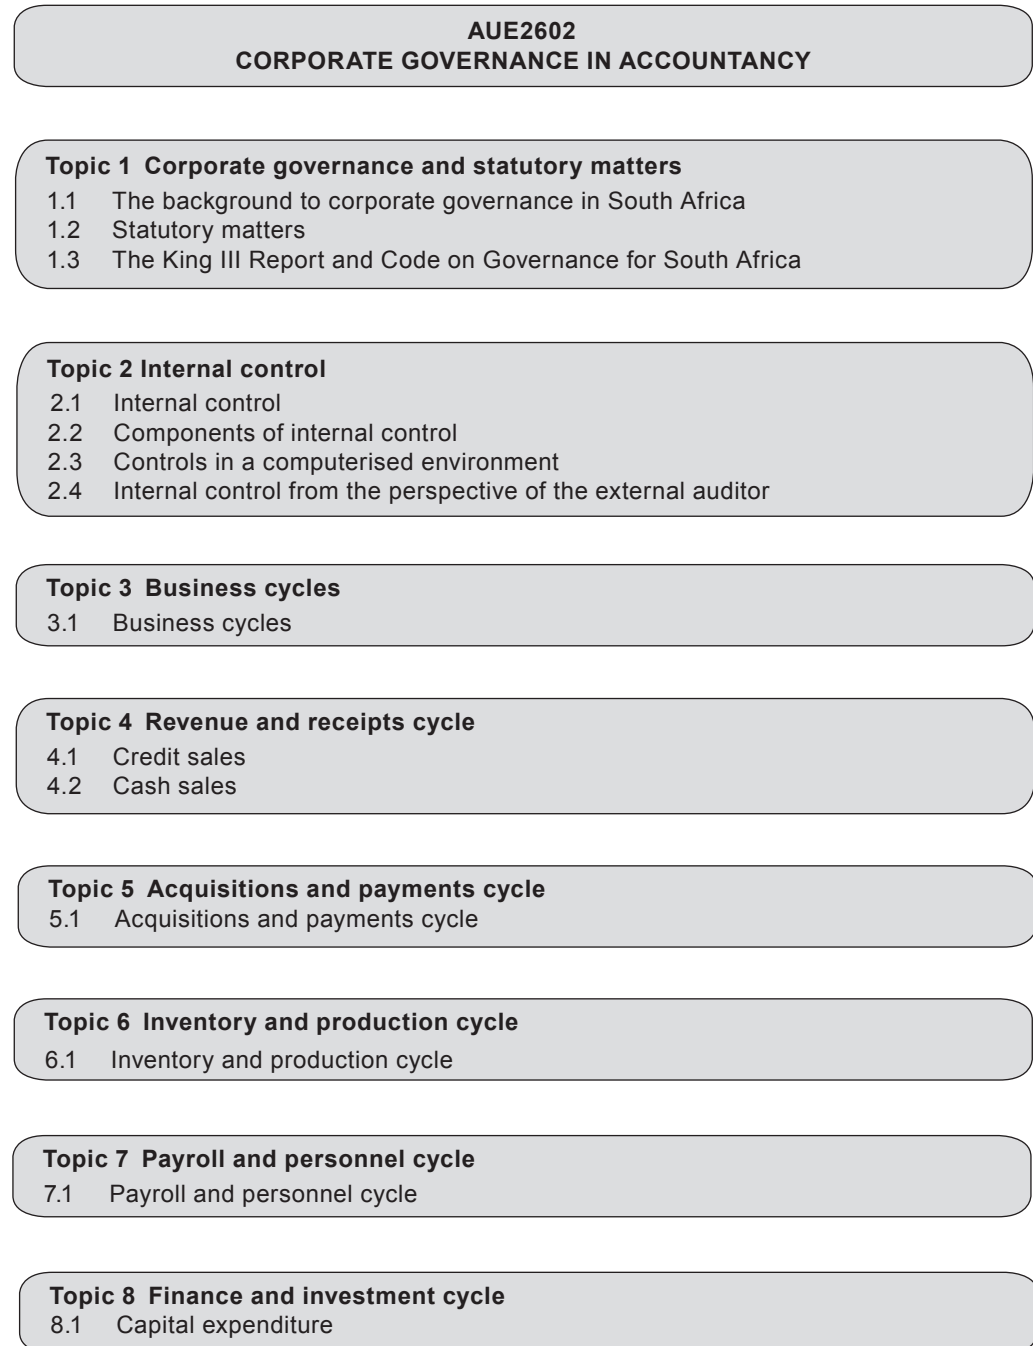 AUE2602
CORPORATE GOVERNANCE IN ACCOUNTANCY
Topic 1 Corporate governance and statutory matters
1.1 The background to corporate governance in South Africa
1.2 Statutory matters
1.3 The King III Report and Code on Governance for South Africa
Topic 2 Internal control
2.1 Internal control
2.2 Components of internal control
2.3 Controls in a computerised environment
2.4 Internal control from the perspective of the external auditor
Topic 3 Business cycles
3.1 Business cycles
Topic 4 Revenue and receipts cycle
4.1 Credit sales
4.2 Cash sales
Topic 5 Acquisitions and payments cycle
5.1 Acquisitions and payments cycle
Topic 6 Inventory and production cycle
6.1 Inventory and production cycle
Topic 7 Payroll and personnel cycle
7.1 Payroll and personnel cycle
Topic 8 Finance and investment cycle
8.1 Capital expenditure